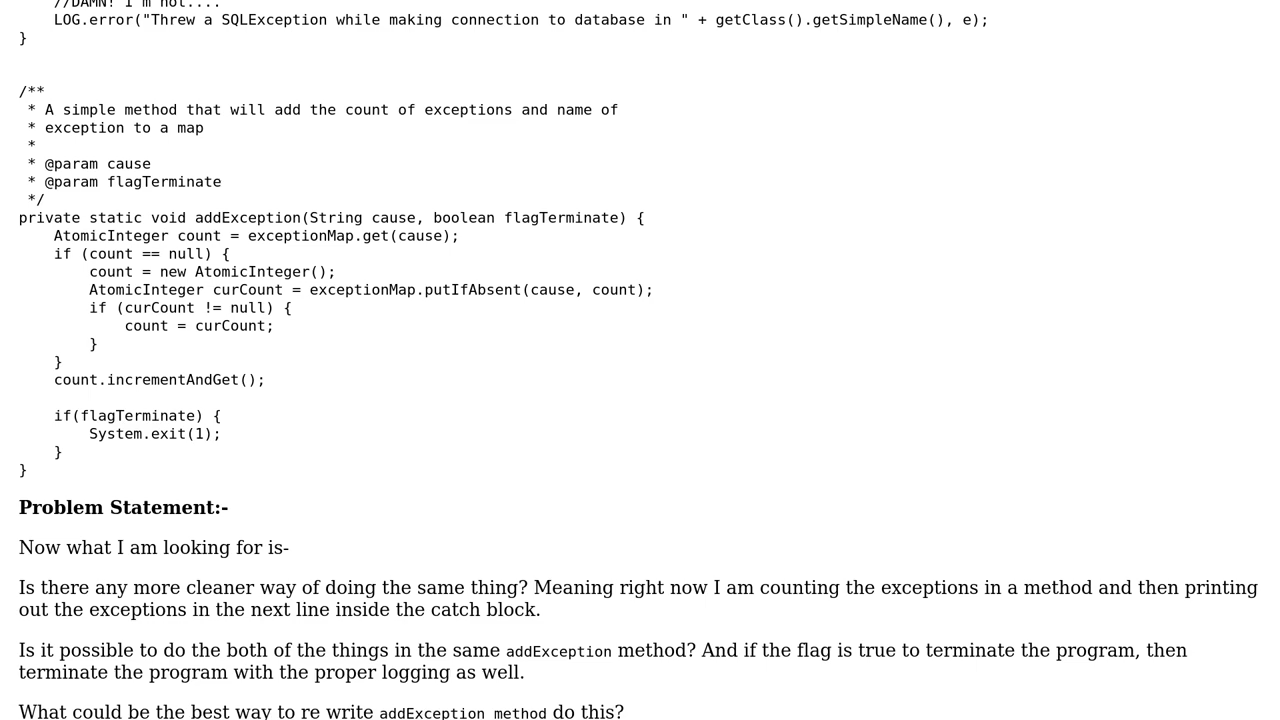 //DAMN! I'm not....
LOG.error("Threw a SQLException while making connection to database in " + getClass().getSimpleName(), e);
}
/**
* A simple method that will add the count of exceptions and name of
* exception to a map
*
* @param cause
* @param flagTerminate
*/
private static void addException(String cause, boolean flagTerminate) {
AtomicInteger count = exceptionMap.get(cause);
if (count == null) {
count = new AtomicInteger();
AtomicInteger curCount = exceptionMap.putIfAbsent(cause, count);
if (curCount != null) {
count = curCount;
}
}
count.incrementAndGet();
if(flagTerminate) {
System.exit(1);
}
}
Problem Statement:-
Now what I am looking for is-
Is there any more cleaner way of doing the same thing? Meaning right now I am counting the exceptions in a method and then printing
out the exceptions in the next line inside the catch block.
Is it possible to do the both of the things in the same addException method? And if the flag is true to terminate the program, then
terminate the program with the proper logging as well.
What could be the best way to re write addException method do this?